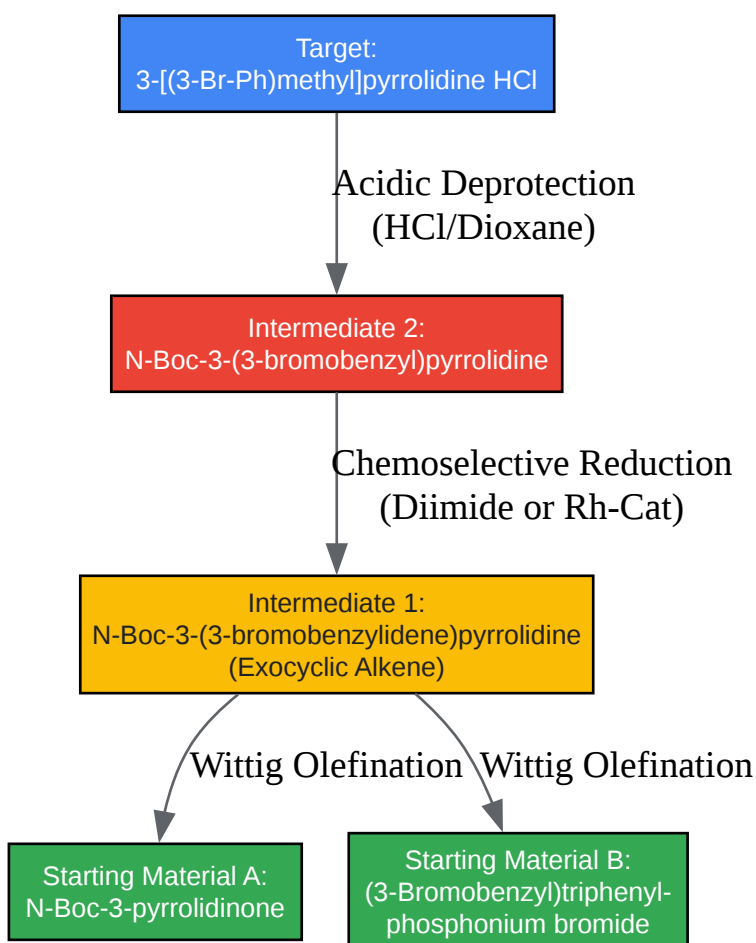 Target:
3-[(3-Br-Ph)methyl]pyrrolidine HCl
Acidic Deprotection
(HCl/Dioxane)
Intermediate 2:
N-Boc-3-(3-bromobenzyl)pyrrolidine
Chemoselective Reduction
(Diimide or Rh-Cat)
Intermediate 1:
N-Boc-3-(3-bromobenzylidene)pyrrolidine
(Exocyclic Alkene)
Wittig Olefination
Wittig Olefination
Starting Material A:
N-Boc-3-pyrrolidinone
Starting Material B:
(3-Bromobenzyl)triphenyl-
phosphonium bromide